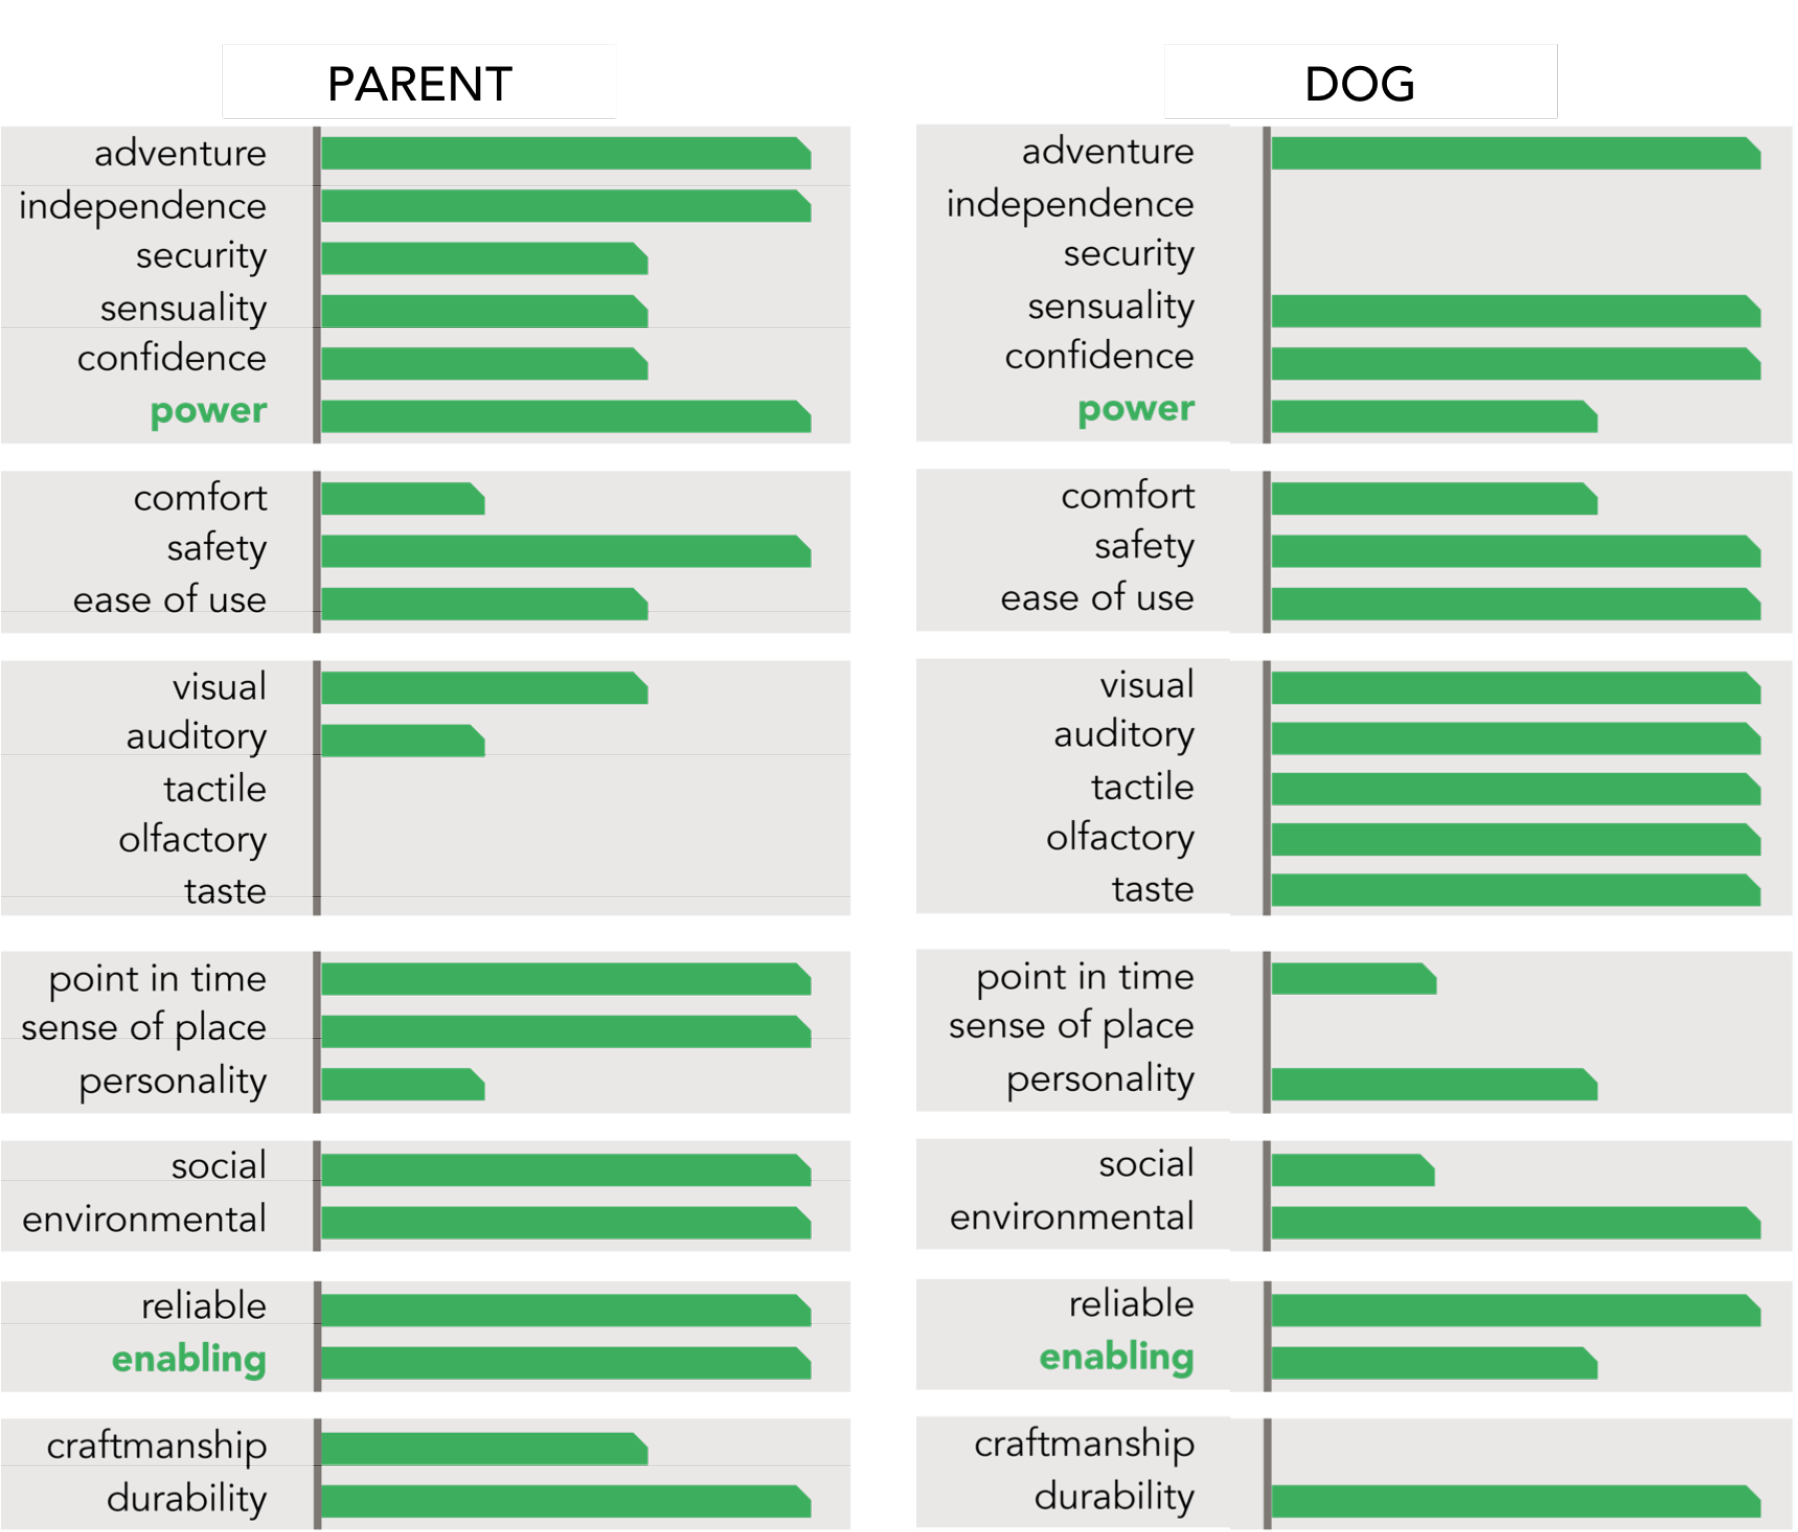 PARENT
adventure
independence
security
sensuality
confidence
power
comfort
safety
ease of use
visual
auditory
tactile
olfactory
taste
point in time
sense of place
personality
social
environmental
reliable
enabling
craftmanship
durability
DOG
adventure
independence
security
sensuality
confidence
power
comfort
safety
ease of use
visual
auditory
tactile
olfactory
taste
point in time
sense of place
personality
social
environmental
reliable
enabling
craftmanship
durability